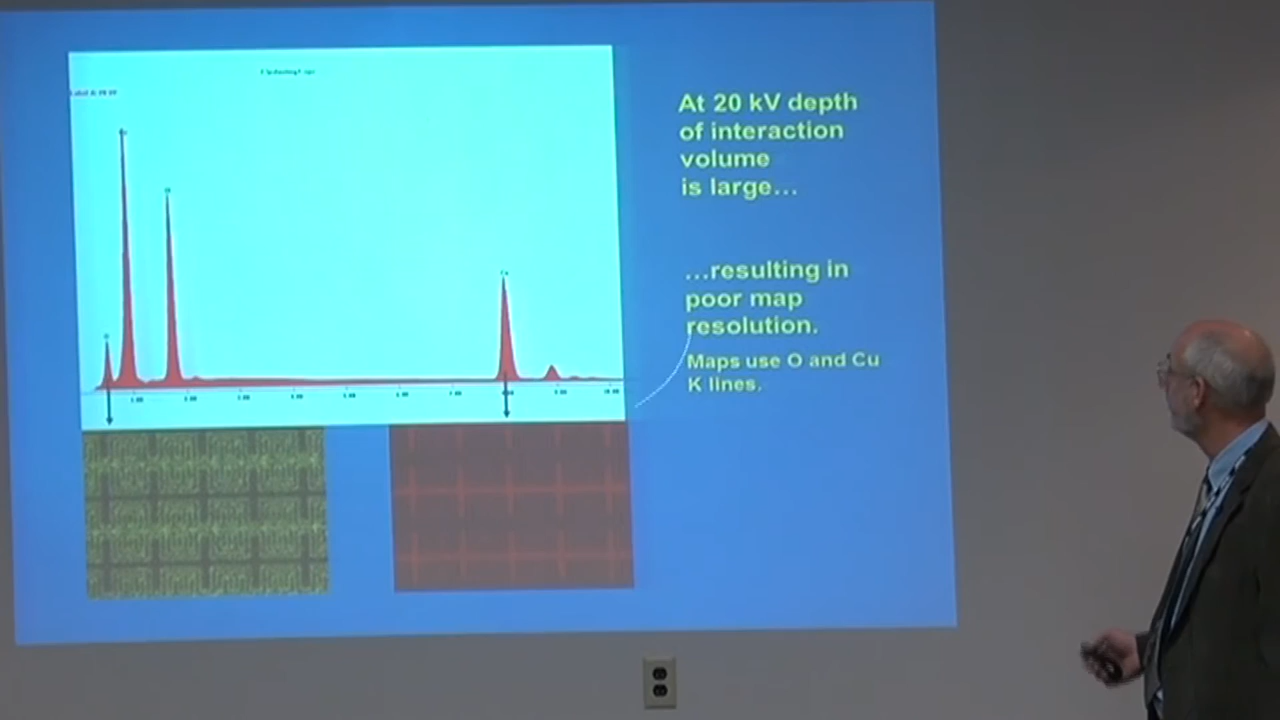 At 20 kV depth
of interaction
volume
is large...
...resulting in
poor map
resolution.
Maps use O and Cu
K lines.